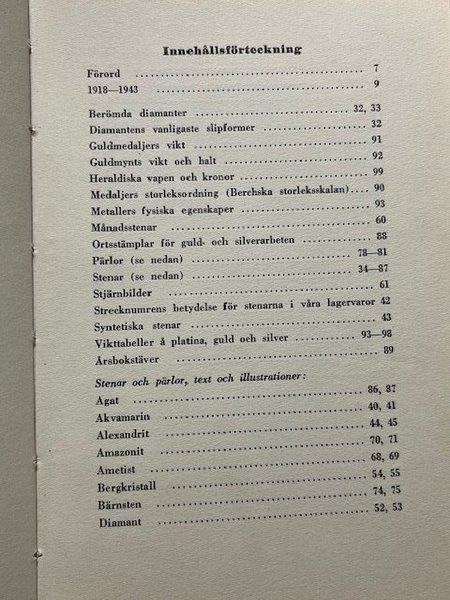 Innehållsförteckning
Förord ........................................ 7
1918—1943 .................................... 9
Berömda diamanter ............................ 32, 33
Diamantens vanligaste slipformer .................... 32
Guldmedaljers vikt ............................ 91
Guldmynts vikt och halt ............................ 92
Heraldiska vapen och kronor ........................ 99
Medaljers storleksordning (Berchska storleksskalan).... 90
Metallers fysiska egenskaper ........................ 93
Månadsstenar .................................... 60
Ortsstämplar för guld- och silverarbeten ............ 88
Pärlor (se nedan) ............................ 78—81
Stenar (se nedan) ............................ 34—87
Stjärnbilder .................................... 61
Strecknumrens betydelse för stenarna i våra lagervaror 42
Syntetiska stenar ............................ 43
Vikttabeller å platina, guld och silver ............ 93—98
Årsbokstäver .................................... 89
Stenar och pärlor, text och illustrationer:
Agat .................................... 86, 87
Akvamarin .................................... 40, 41
Alexandrit .................................... 44, 45
Amazonit .................................... 70, 71
Ametist .................................... 68, 69
Bergkristall .................................... 54, 55
Bärnsten .................................... 74, 75
Diamant .................................... 52, 53